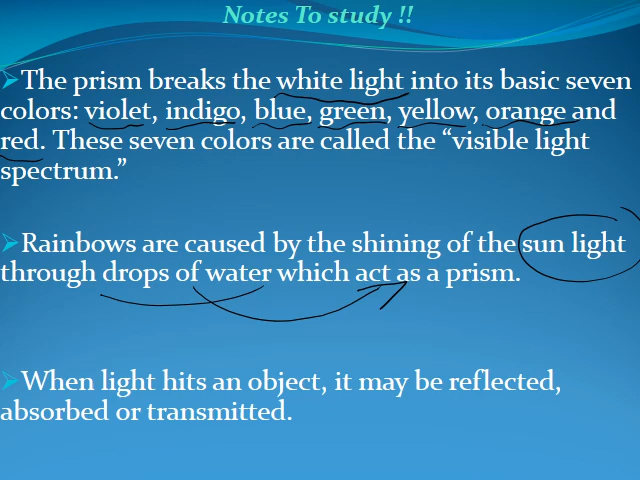 Notes To study !!
➢The prism breaks the white light into its basic seven
colors: violet, indigo, blue, green, yellow, orange and
red. These seven colors are called the “visible light
spectrum.”
➢Rainbows are caused by the shining of the sun light
through drops of water which act as a prism.
➢When light hits an object, it may be reflected,
absorbed or transmitted.